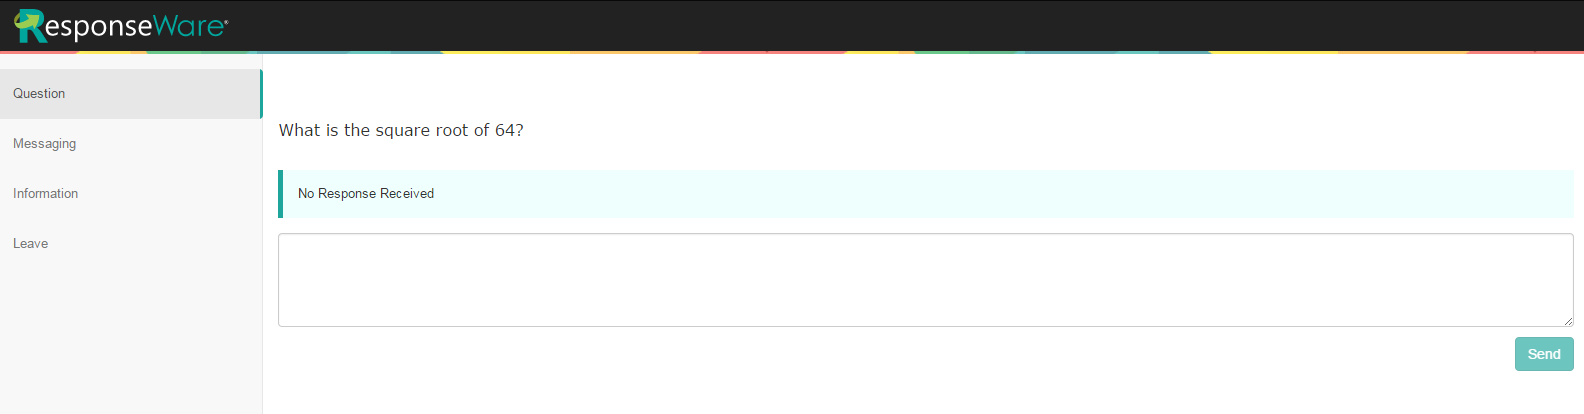 ResponseWare®
Question
Messaging
Information
Leave
What is the square root of 64?
No Response Received
Send